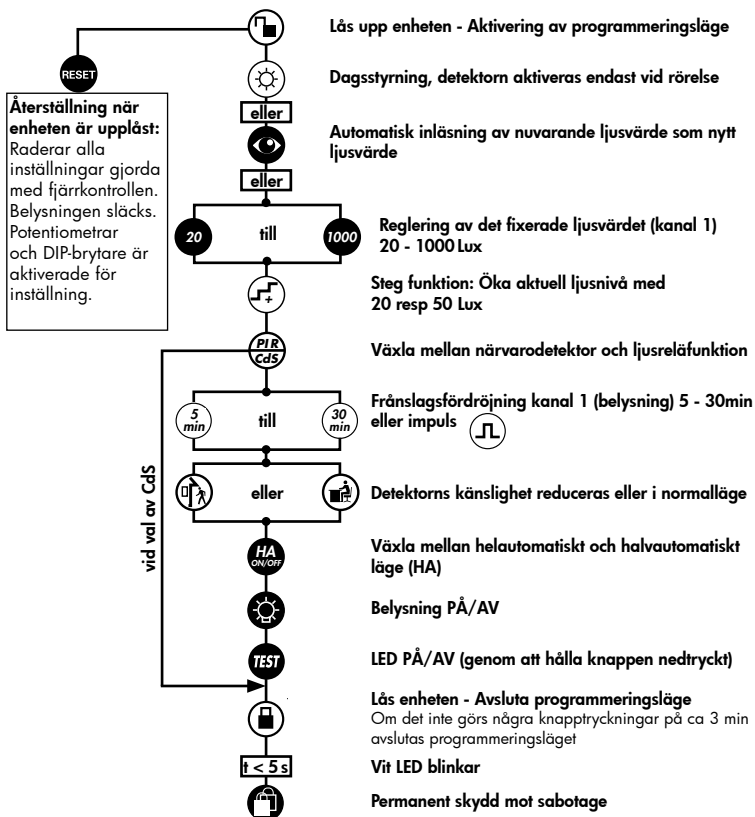 Lås upp enheten - Aktivering av programmeringsläge
RESET
Dagsstyrning, detektorn aktiveras endast vid rörelse
Återställning när
enheten är upplåst:
Raderar alla
inställningar gjorda
med fjärrkontrollen.
Belysningen släcks.
Potentiometrar
och DIP-brytare är
aktiverade för
inställning.
eller
Automatisk inläsning av nuvarande ljusvärde som nytt
ljusvärde
eller
20
till
1000
Reglering av det fixerade ljusvärdet (kanal 1)
20 - 1000 Lux
+
Steg funktion: Öka aktuell ljusnivå med
20 resp 50 Lux
PIR
CdS
Växla mellan närvarodetektor och ljusreläfunktion
5
min
till
30
min
Frånslagsfördröjning kanal 1 (belysning) 5 - 30min
eller impuls
vid val av CdS
eller
Detektorns känslighet reduceras eller i normalläge
HA
ON/OFF
Växla mellan helautomatiskt och halvautomatiskt
läge (HA)
Belysning PÅ/AV
TEST
LED PÅ/AV (genom att hålla knappen nedtryckt)
Lås enheten - Avsluta programmeringsläge
Om det inte görs några knapptryckningar på ca 3 min
avslutas programmeringsläget
t < 5 s
Vit LED blinkar
Permanent skydd mot sabotage